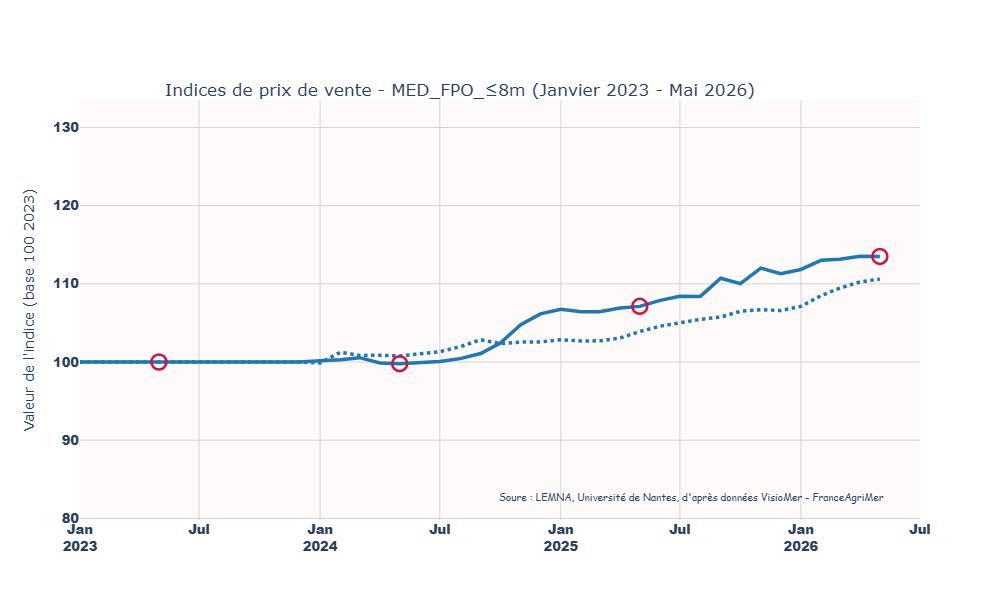 Indices de prix de vente - MED_FPO_≤8m (Janvier 2023 - Mai 2026)
Valeur de l'indice (base 100 2023)
130
120
110
100
90
80
Soure : LEMNA, Université de Nantes, d'après données VisioMer - FranceAgriMer
Jan Jul Jan Jul Jan Jul Jan Jul
2023 2024 2025 2026